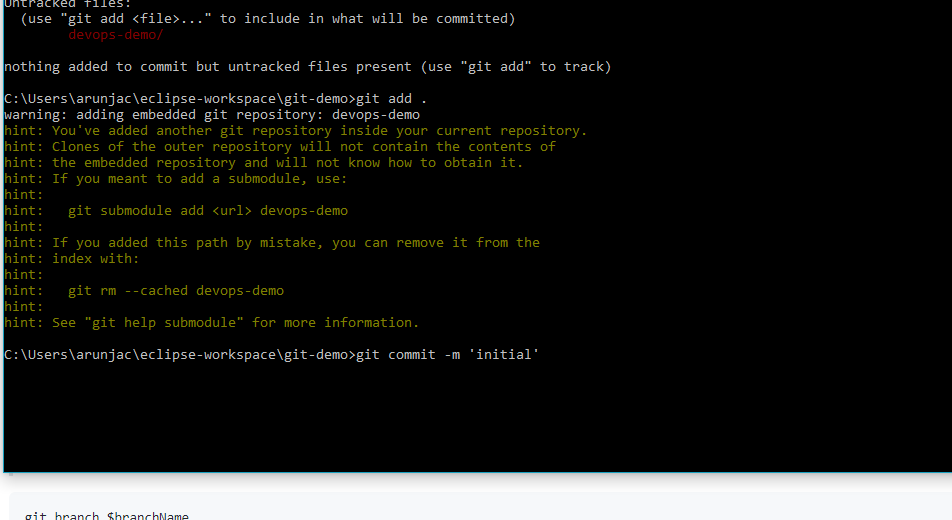 Untracked files:
(use "git add <file>..." to include in what will be committed)
devops-demo/
nothing added to commit but untracked files present (use "git add" to track)
C:\Users\arunjac\eclipse-workspace\git-demo>git add .
warning: adding embedded git repository: devops-demo
hint: You've added another git repository inside your current repository.
hint: Clones of the outer repository will not contain the contents of
hint: the embedded repository and will not know how to obtain it.
hint: If you meant to add a submodule, use:
hint:
hint: git submodule add <url> devops-demo
hint:
hint: If you added this path by mistake, you can remove it from the
hint: index with:
hint:
hint: git rm --cached devops-demo
hint:
hint: See "git help submodule" for more information.
C:\Users\arunjac\eclipse-workspace\git-demo>git commit -m 'initial'
git branch $branchName